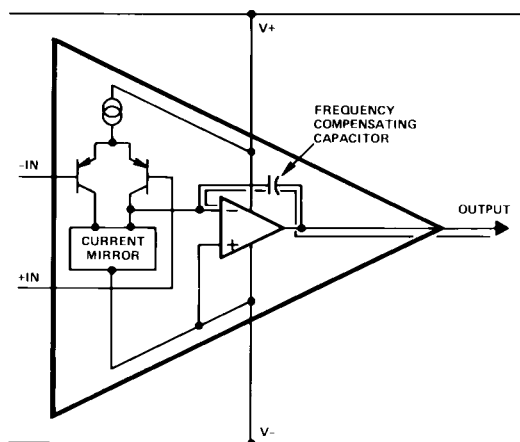 V+
FREQUENCY
COMPENSATING
CAPACITOR
-IN
OUTPUT
−
+
CURRENT
MIRROR
+IN
V-